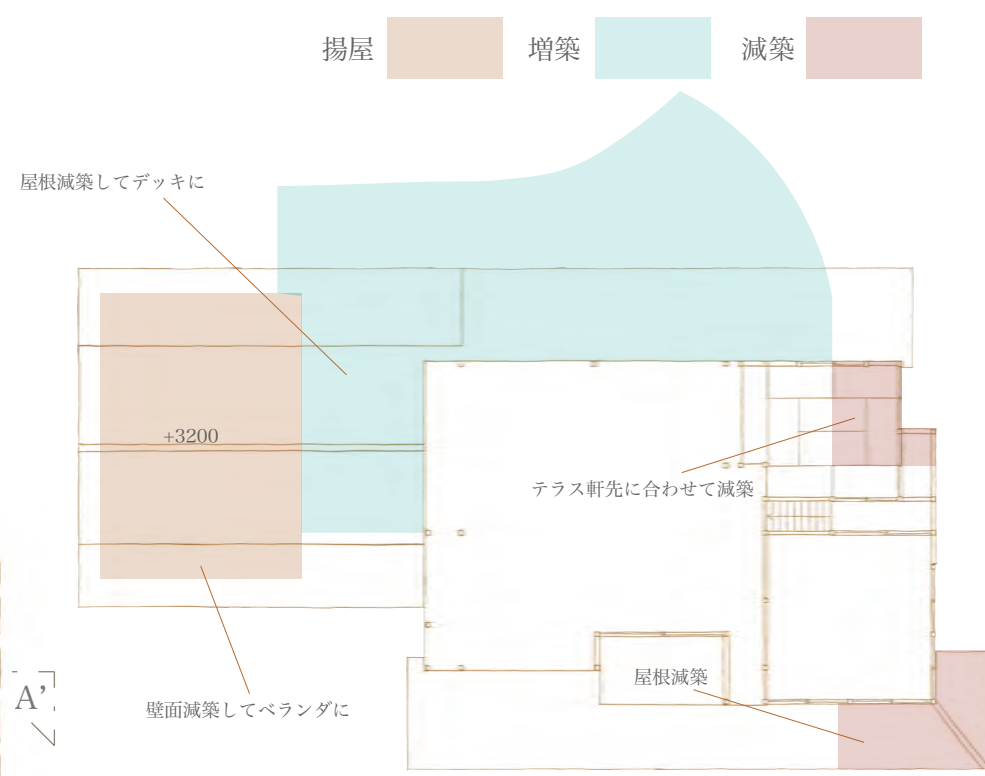 揚屋 増築 減築
屋根減築してデッキに
+3200
テラス軒先に合わせて減築
屋根減築
A’
壁面減築してベランダに